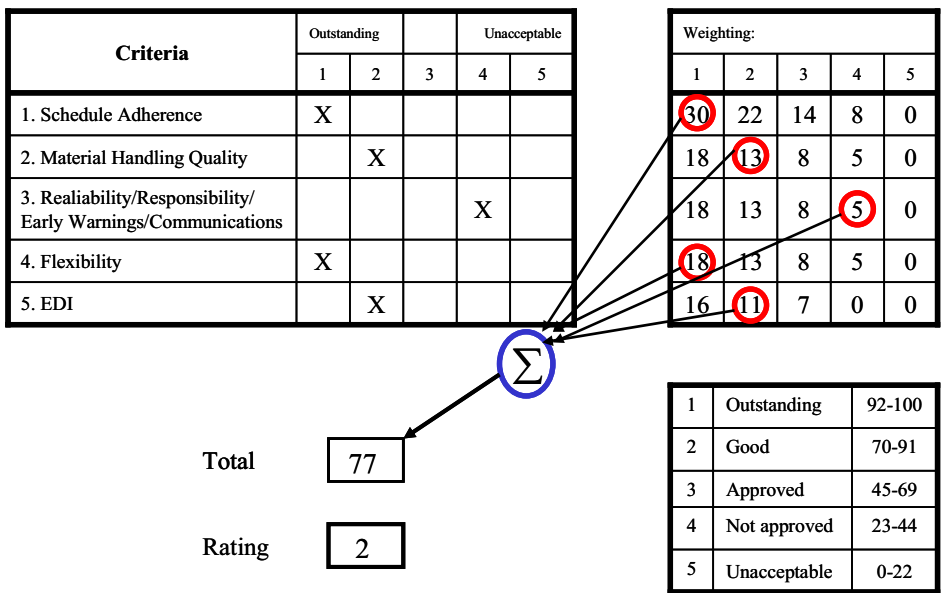 Criteria
Outstanding Unacceptable
1 2 3 4 5
1. Schedule Adherence X
2. Material Handling Quality X
3. Realiability/Responsibility/
Early Warnings/Communications X
4. Flexibility X
5. EDI X
Weighting:
1 2 3 4 5
30 22 14 8 0
18 13 8 5 0
18 13 8 5 0
18 13 8 5 0
16 11 7 0 0
Σ
Total 77
Rating 2
1 Outstanding 92-100
2 Good 70-91
3 Approved 45-69
4 Not approved 23-44
5 Unacceptable 0-22